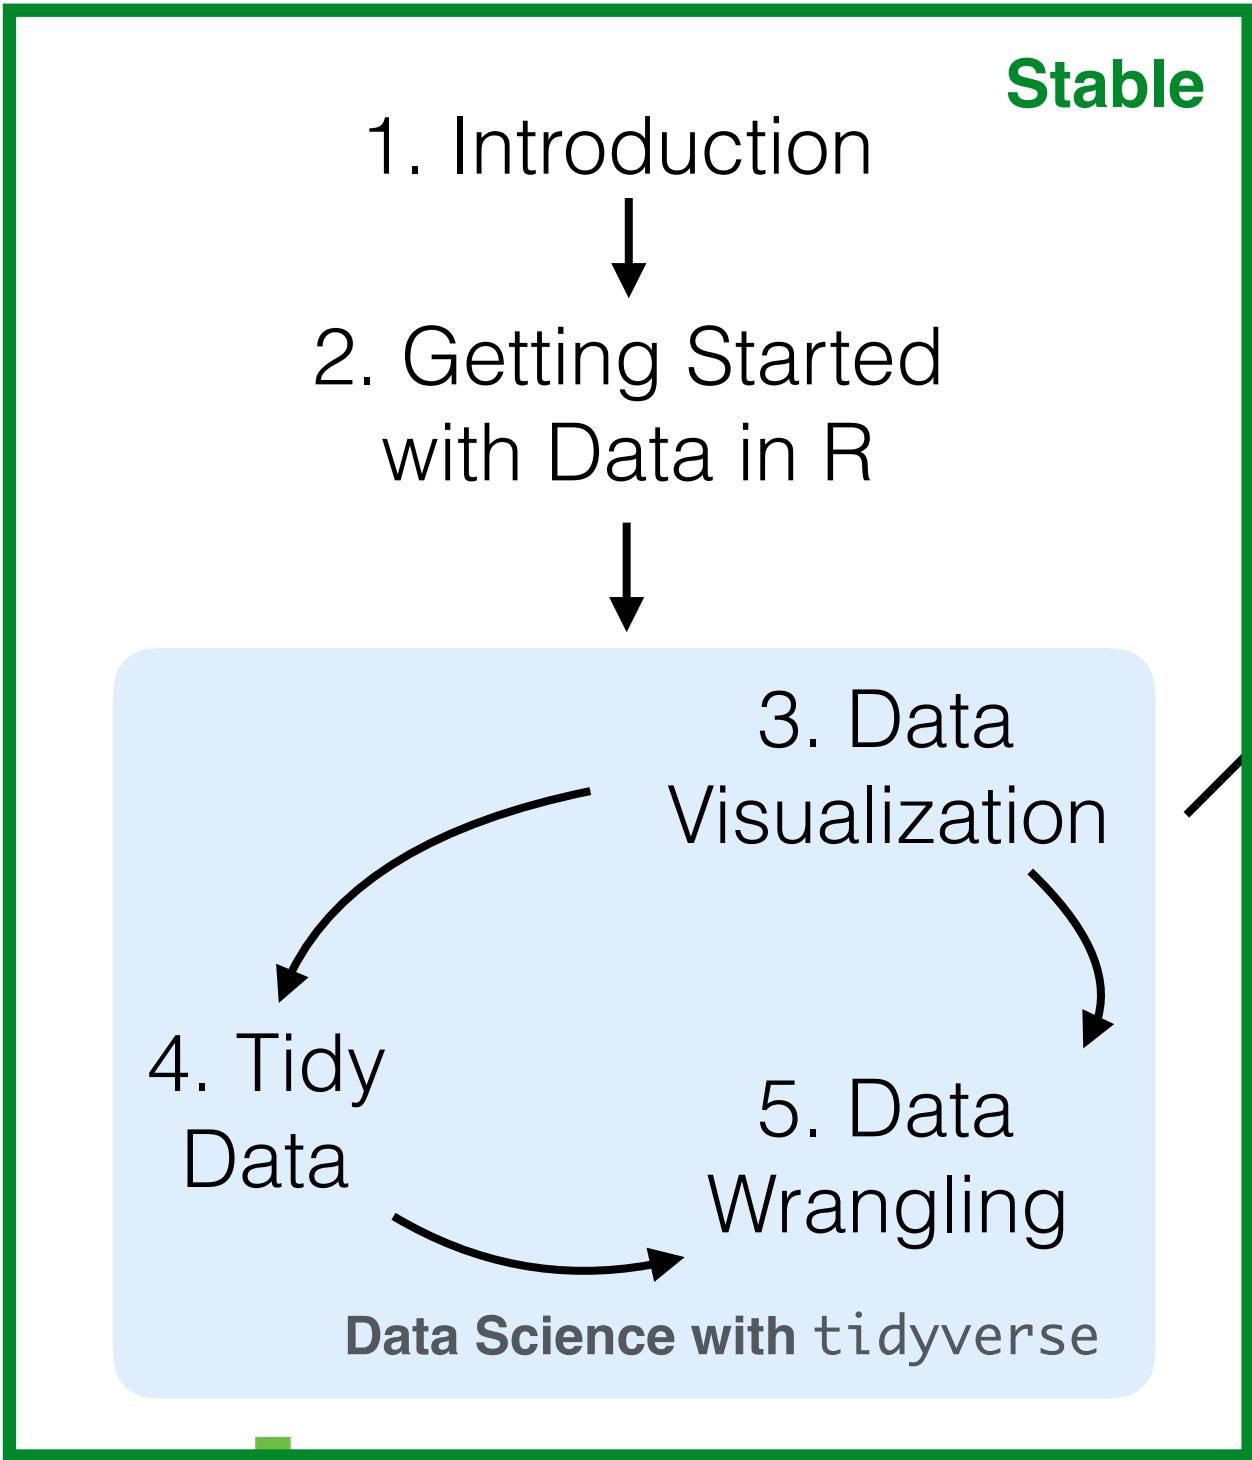 Stable
1. Introduction
2. Getting Started
with Data in R
3. Data
Visualization
4. Tidy
Data
5. Data
Wrangling
Data Science with tidyverse